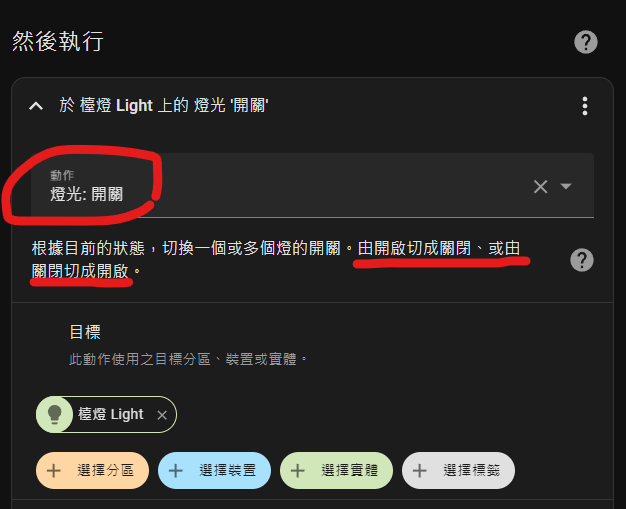 然後執行
於 檯燈 Light 上的 燈光 '開關'
動作
燈光: 開關
根據目前的狀態，切換一個或多個燈的開關。由開啟切成關閉、或由
關閉切成開啟。
目標
此動作使用之目標分區、裝置或實體。
檯燈 Light
選擇分區
選擇裝置
選擇實體
選擇標籤